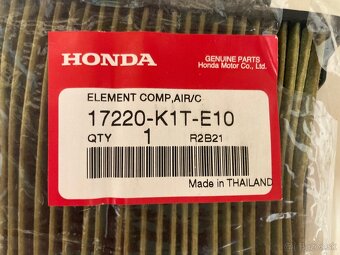 HONDA
GENUINE PARTS
Honda Motor Co., Ltd.
ELEMENT COMP,AIR/C
17220-K1T-E10
QTY 1 R2B21
Made in THAILAND